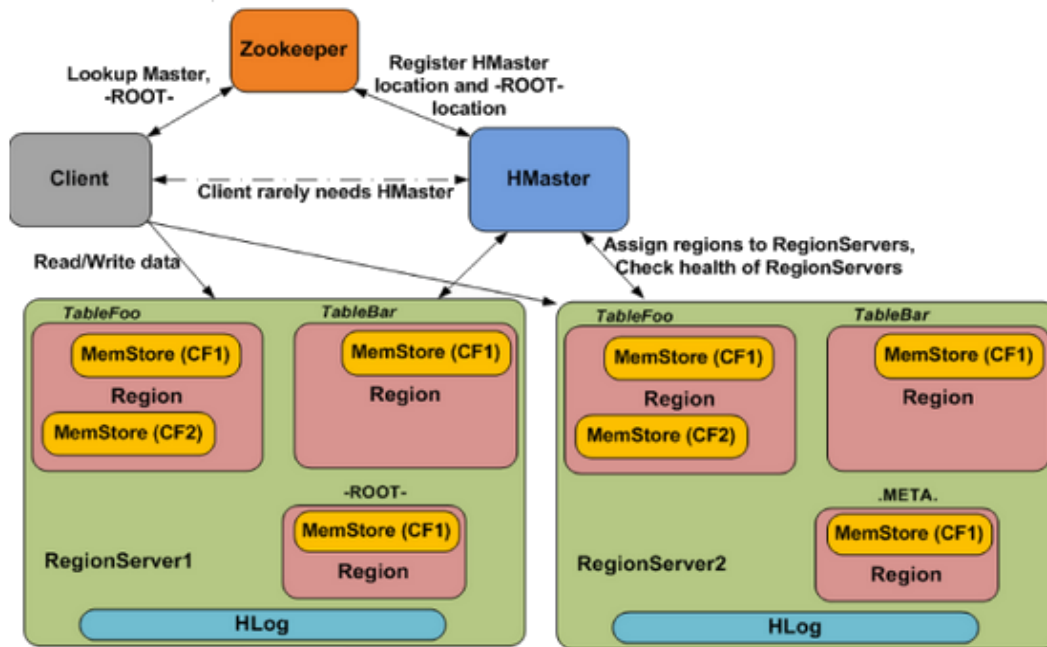 Zookeeper
Lookup Master,
-ROOT-
Register HMaster
location and -ROOT-
location
Client
Client rarely needs HMaster
HMaster
Read/Write data
Assign regions to RegionServers,
Check health of RegionServers
TableFoo
TableBar
MemStore (CF1)
Region
MemStore (CF2)
MemStore (CF1)
Region
-ROOT-
MemStore (CF1)
Region
RegionServer1
HLog
TableFoo
TableBar
MemStore (CF1)
Region
MemStore (CF2)
MemStore (CF1)
Region
.META.
MemStore (CF1)
Region
RegionServer2
HLog